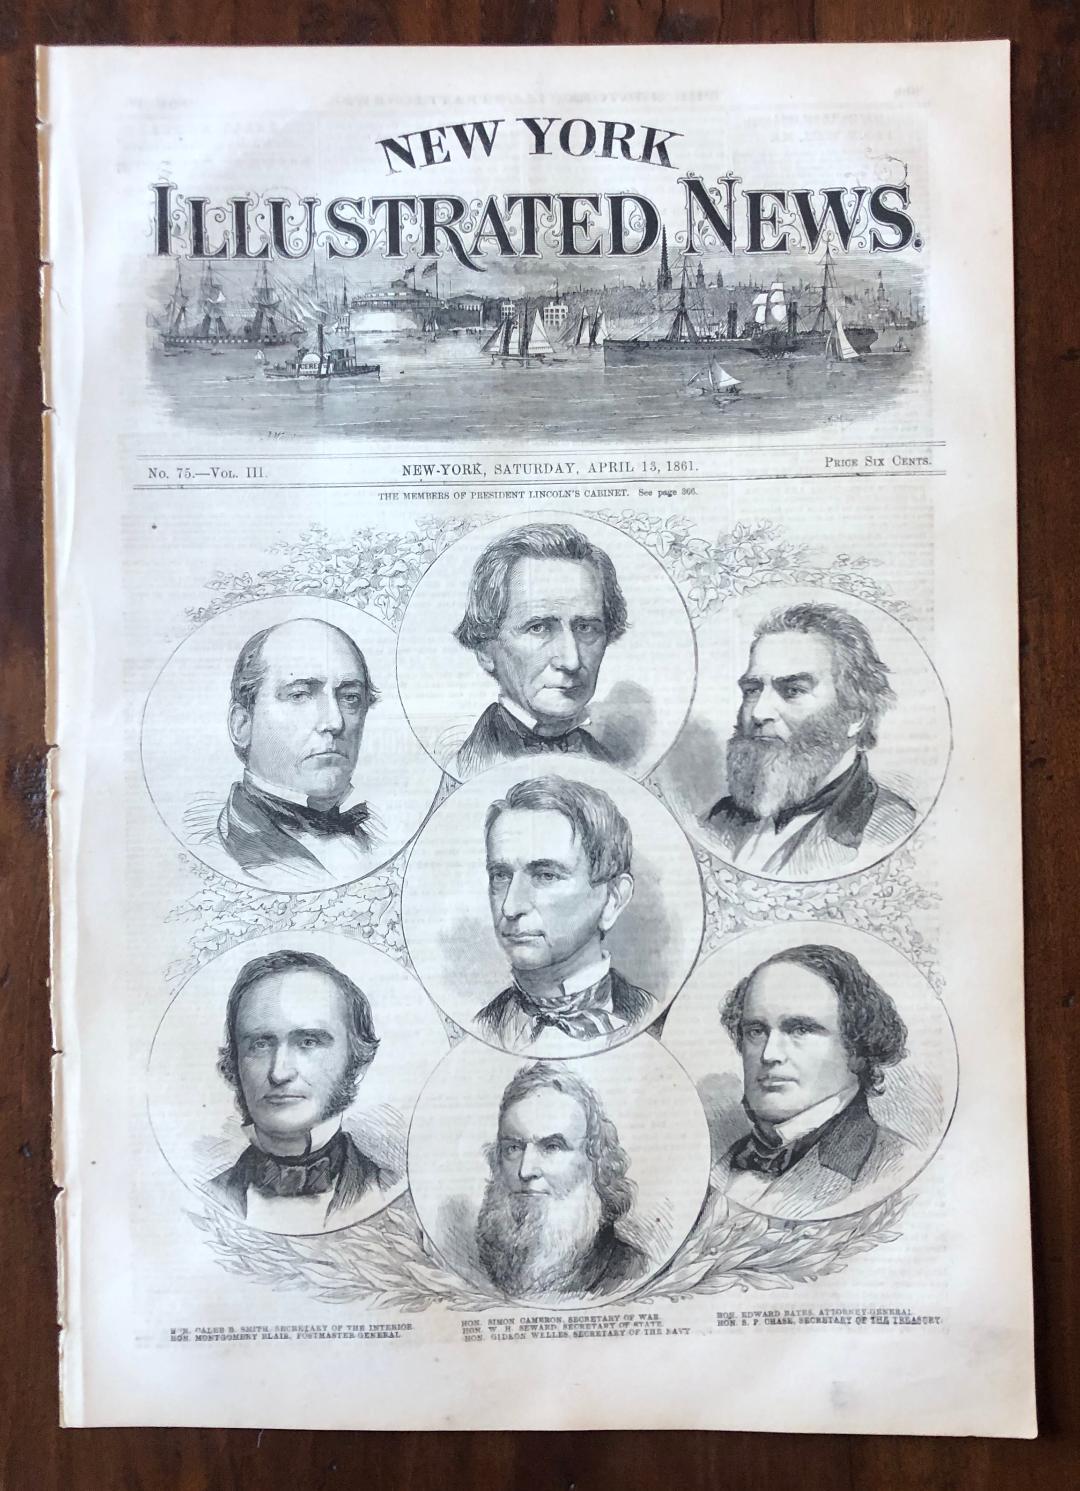 NEW YORK
ILLUSTRATED NEWS.
CERES
No. 75.—Vol. III.
NEW-YORK, SATURDAY, APRIL 13, 1861.
Price Six Cents.
THE MEMBERS OF PRESIDENT LINCOLN'S CABINET. See page 366.
HON. CALEB B. SMITH, SECRETARY OF THE INTERIOR.
HON. MONTGOMERY BLAIR, POSTMASTER GENERAL
HON. SIMON CAMERON, SECRETARY OF WAR.
HON. W. H. SEWARD, SECRETARY OF STATE.
HON. GIDEON WELLES, SECRETARY OF THE NAVY
HON. EDWARD BATES, ATTORNEY-GENERAL.
HON. S. P. CHASE, SECRETARY OF THE TREASURY.